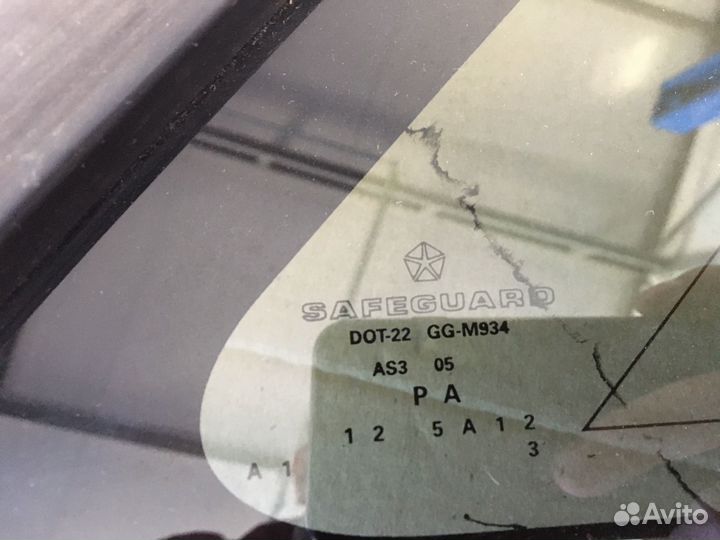 SAFEGUARD
DOT-22 GG-M934
AS3 05
P A
1 2 5 A 1 2
3
A 1
Avito